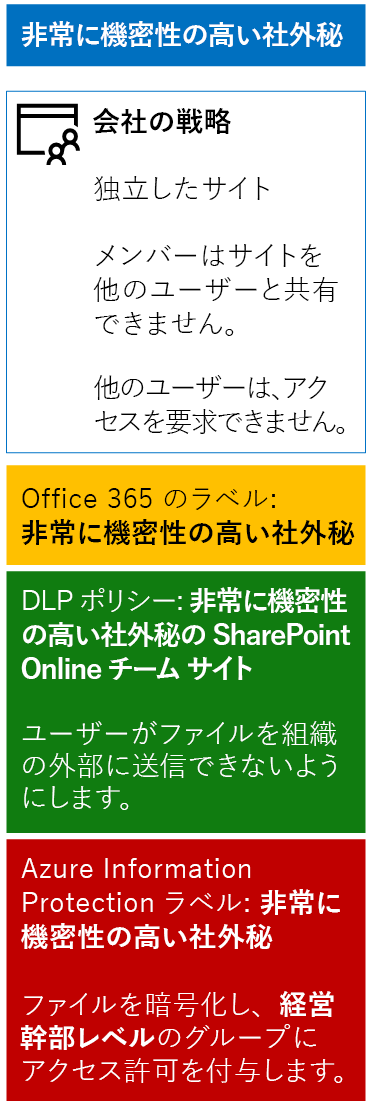 非常に機密性の高い社外秘
会社の戦略
独立したサイト
メンバーはサイトを
他のユーザーと共有
できません。
他のユーザーは、アク
セスを要求できません。
Office 365 のラベル:
非常に機密性の高い社外秘
DLP ポリシー: 非常に機密性
の高い社外秘の SharePoint
Online チーム サイト
ユーザーがファイルを組織
の外部に送信できないよう
にします。
Azure Information
Protection ラベル: 非常に
機密性の高い社外秘
ファイルを暗号化し、経営
幹部レベルのグループに
アクセス許可を付与します。